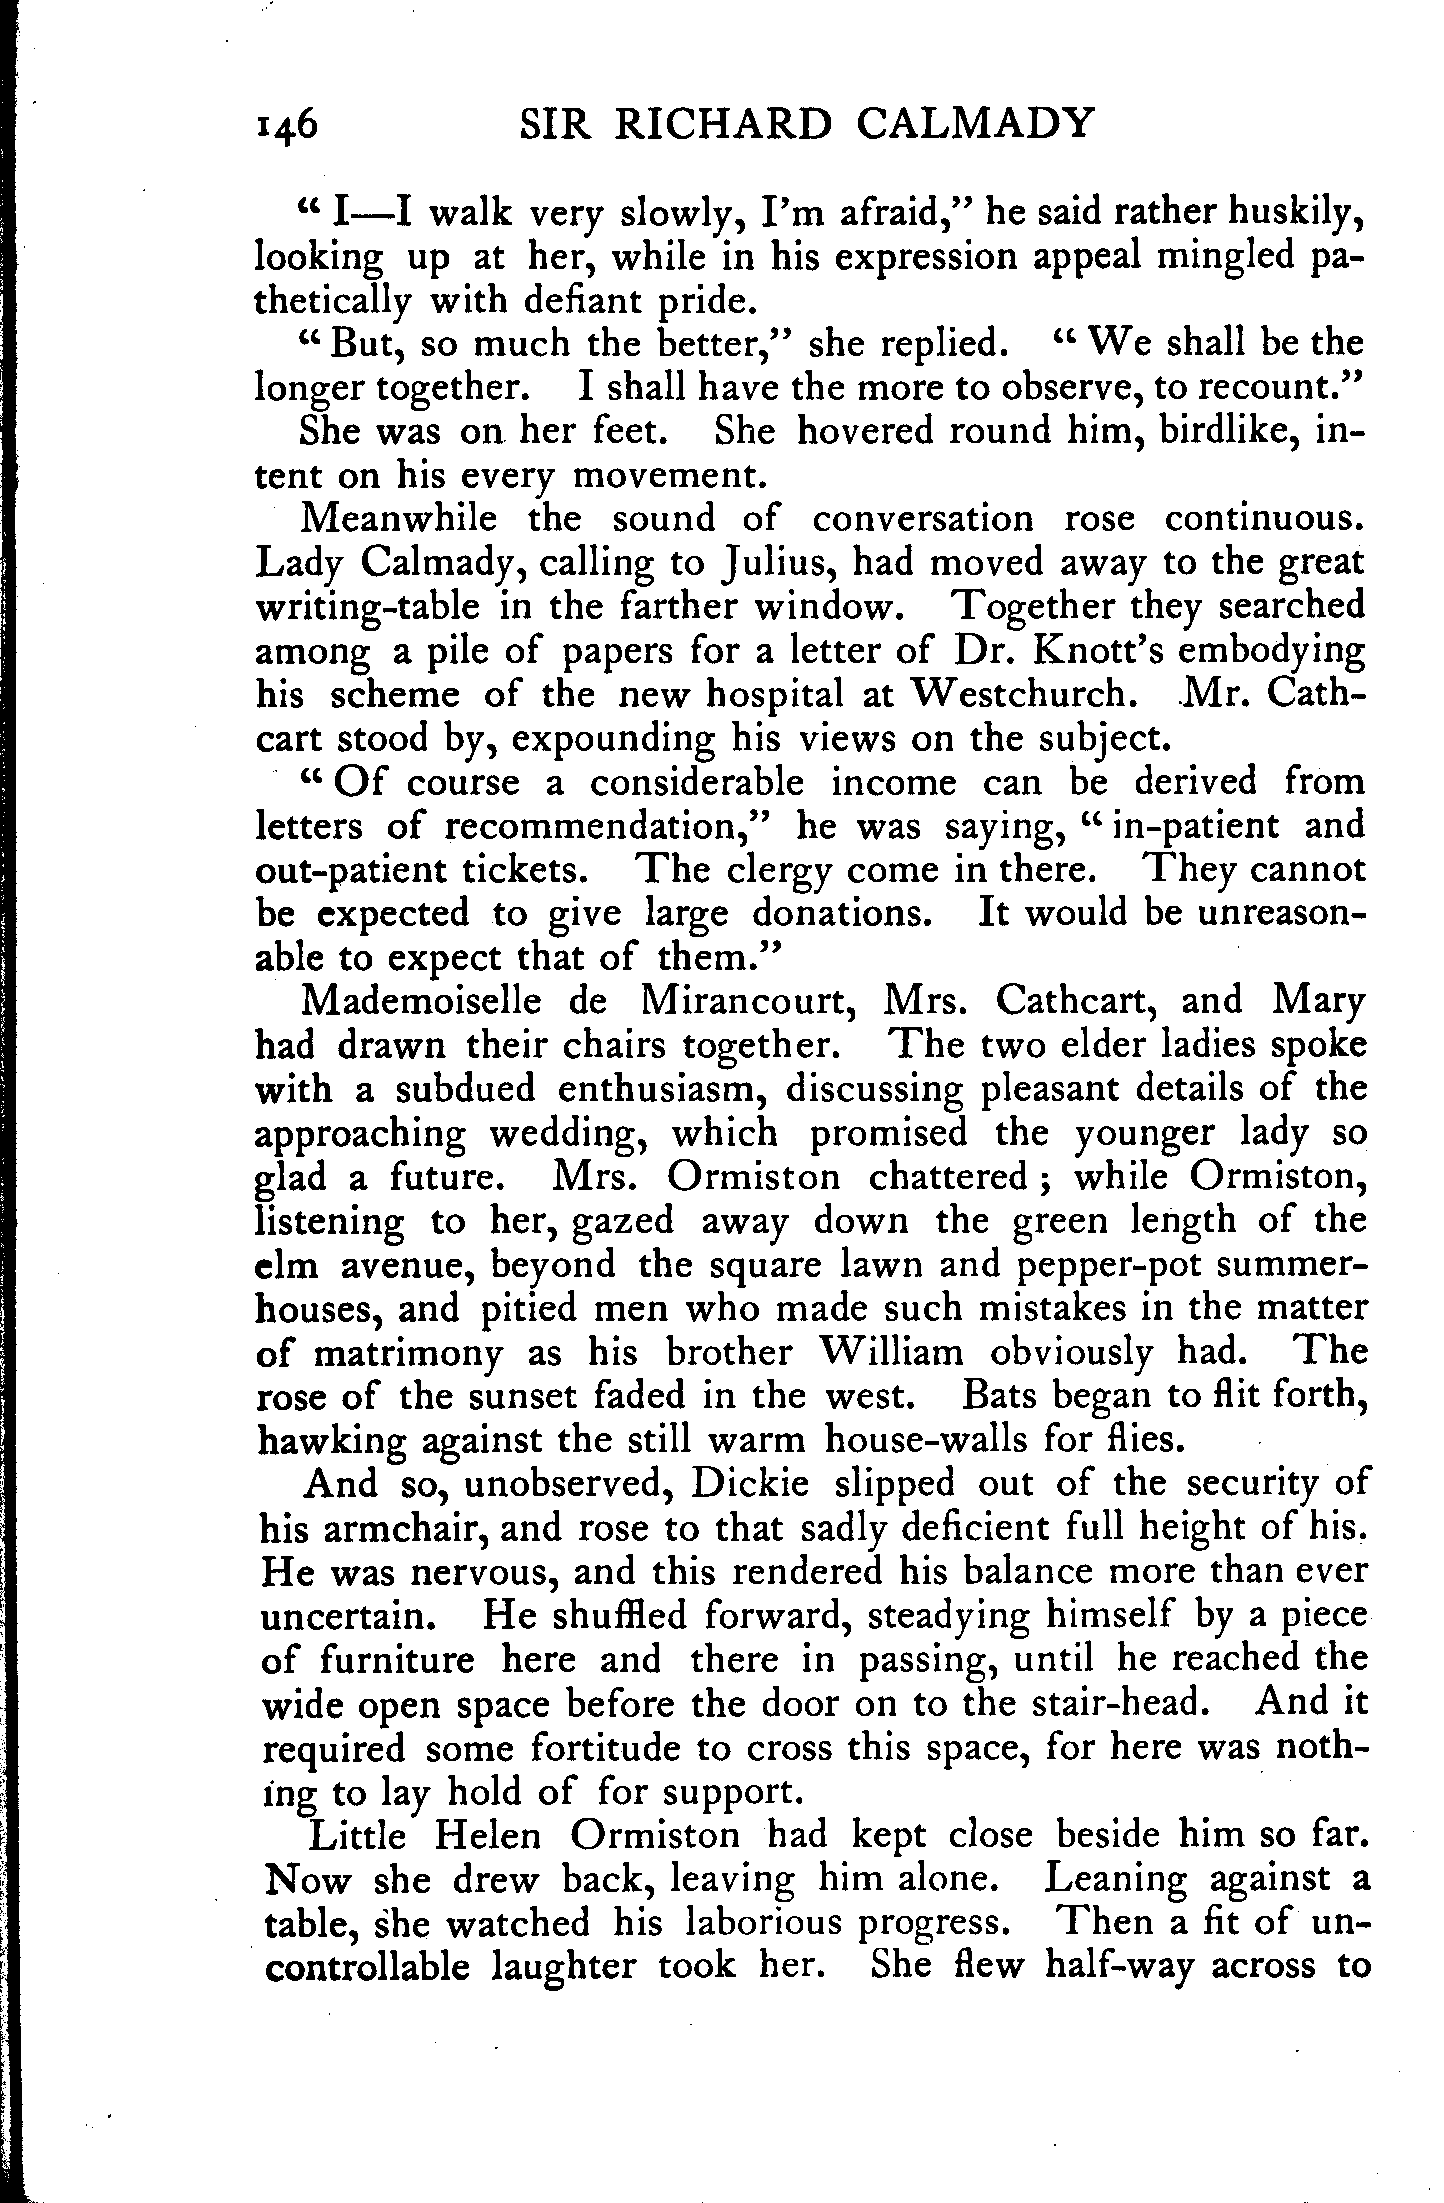 146 SIR RICHARD CALMADY
“ I—I walk very slowly, I’m afraid,” he said rather huskily,
looking up at her, while in his expression appeal mingled pa-
thetically with defiant pride.
“ But, so much the better,” she replied. “ We shall be the
longer together. I shall have the more to observe, to recount.”
She was on her feet. She hovered round him, birdlike, in-
tent on his every movement.
Meanwhile the sound of conversation rose continuous.
Lady Calmady, calling to Julius, had moved away to the great
writing-table in the farther window. Together they searched
among a pile of papers for a letter of Dr. Knott’s embodying
his scheme of the new hospital at Westchurch. Mr. Cath-
cart stood by, expounding his views on the subject.
“ Of course a considerable income can be derived from
letters of recommendation,” he was saying, “ in-patient and
out-patient tickets. The clergy come in there. They cannot
be expected to give large donations. It would be unreason-
able to expect that of them.”
Mademoiselle de Mirancourt, Mrs. Cathcart, and Mary
had drawn their chairs together. The two elder ladies spoke
with a subdued enthusiasm, discussing pleasant details of the
approaching wedding, which promised the younger lady so
glad a future. Mrs. Ormiston chattered ; while Ormiston,
listening to her, gazed away down the green length of the
elm avenue, beyond the square lawn and pepper-pot summer-
houses, and pitied men who made such mistakes in the matter
of matrimony as his brother William obviously had. The
rose of the sunset faded in the west. Bats began to flit forth,
hawking against the still warm house-walls for flies.
And so, unobserved, Dickie slipped out of the security of
his armchair, and rose to that sadly deficient full height of his.
He was nervous, and this rendered his balance more than ever
uncertain. He shuffled forward, steadying himself by a piece
of furniture here and there in passing, until he reached the
wide open space before the door on to the stair-head. And it
required some fortitude to cross this space, for here was noth-
ing to lay hold of for support.
Little Helen Ormiston had kept close beside him so far.
Now she drew back, leaving him alone. Leaning against a
table, she watched his laborious progress. Then a fit of un-
controllable laughter took her. She flew half-way across to